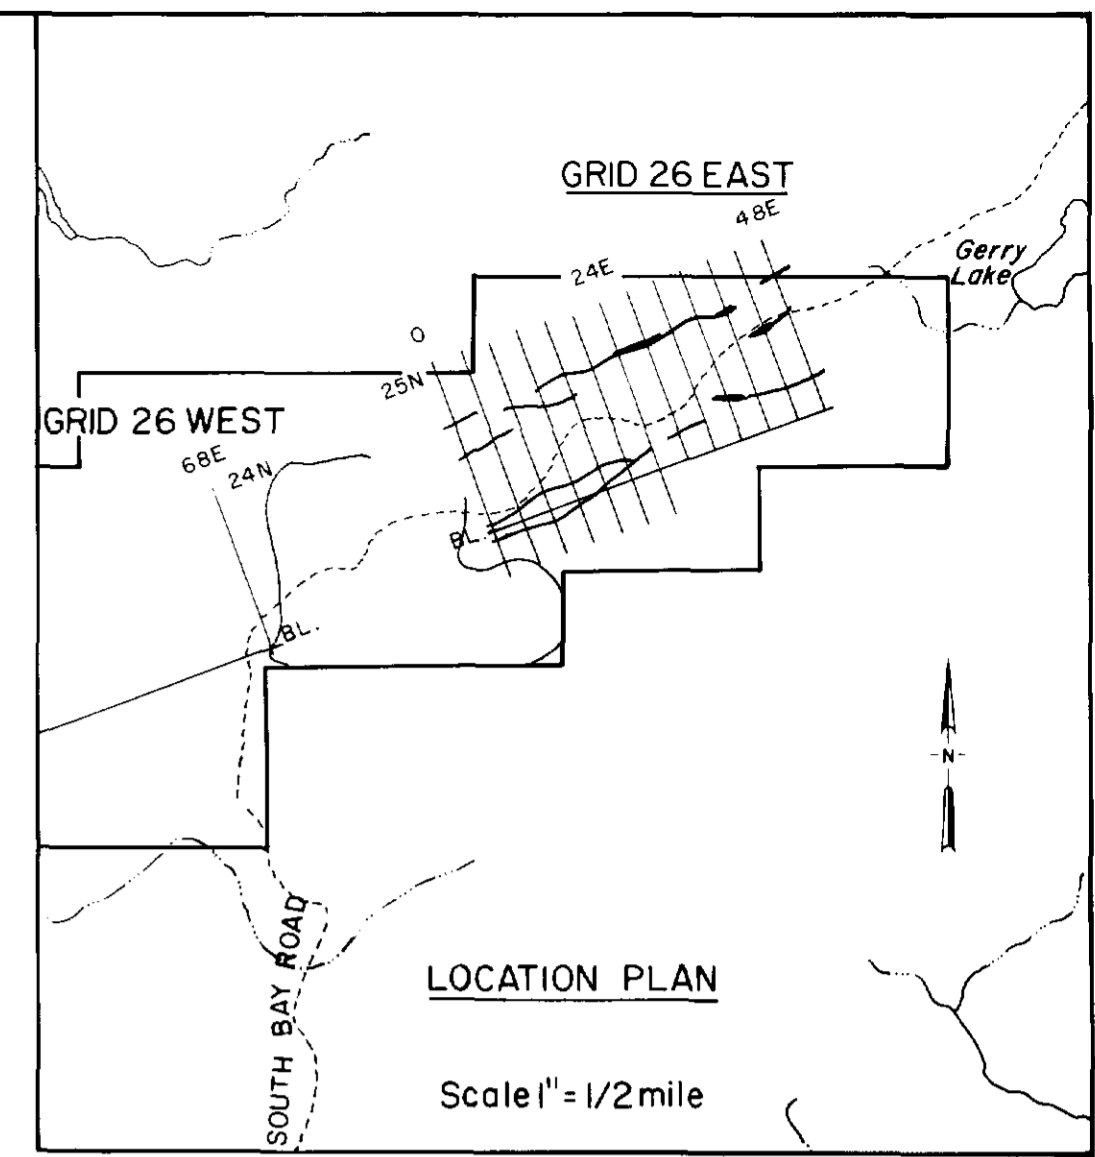 GRID 26 EAST
48E
Gerry
Lake
24E
O
25N
GRID 26 WEST
68E
24N
BL.
BL.
N
SOUTH BAY ROAD
LOCATION PLAN
Scale 1" = 1/2 mile